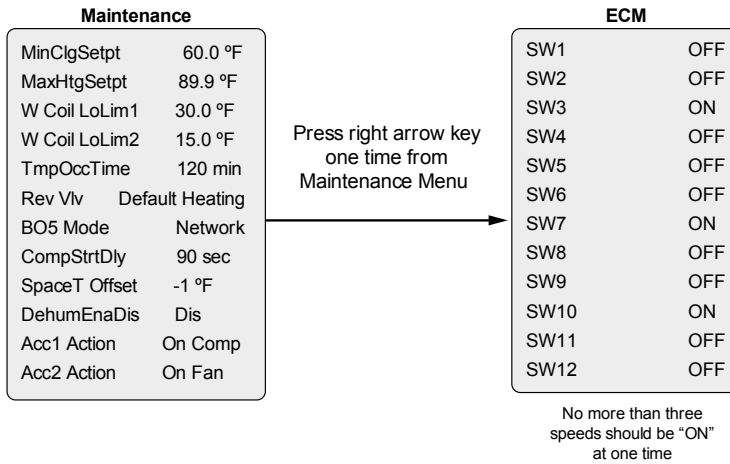 Maintenance
MinClgSetpt 60.0 ºF
MaxHtgSetpt 89.9 ºF
W Coil LoLim1 30.0 ºF
W Coil LoLim2 15.0 ºF
TmpOccTime 120 min
Rev Vlv Default Heating
BO5 Mode Network
CompStrtDly 90 sec
SpaceT Offset -1 ºF
DehumEnaDis Dis
Acc1 Action On Comp
Acc2 Action On Fan
Press right arrow key
one time from
Maintenance Menu
ECM
SW1 OFF
SW2 OFF
SW3 ON
SW4 OFF
SW5 OFF
SW6 OFF
SW7 ON
SW8 OFF
SW9 OFF
SW10 ON
SW11 OFF
SW12 OFF
No more than three
speeds should be “ON”
at one time